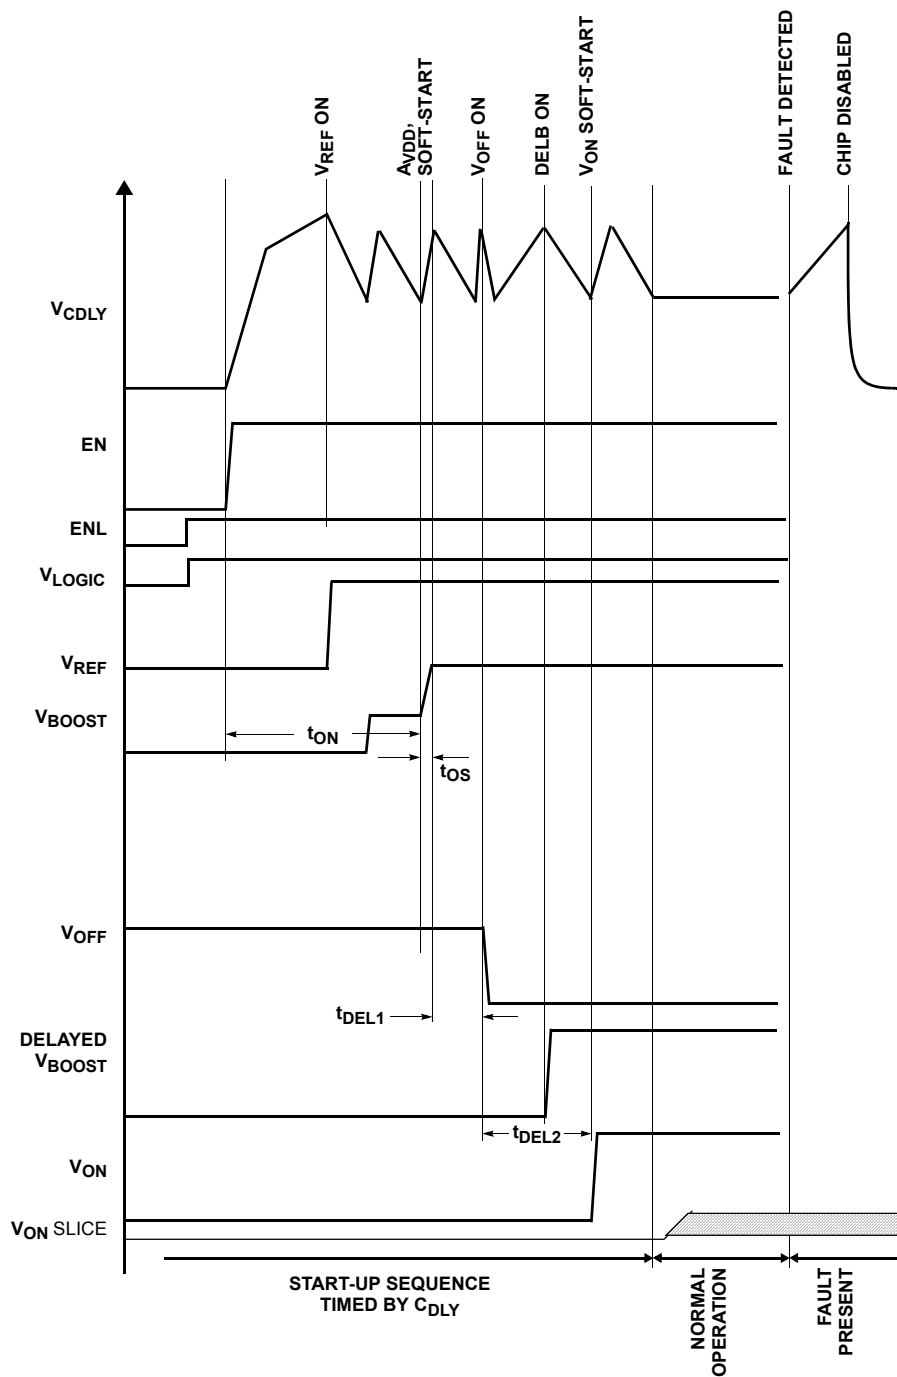 VREF ON
AVDD,
SOFT-START
VOFF ON
DELB ON
VON SOFT-START
FAULT DETECTED
CHIP DISABLED
VCDLY
EN
ENL
VLOGIC
VREF
VBOOST
tON
tOS
VOFF
tDEL1
DELAYED
VBOOST
tDEL2
VON
VON SLICE
START-UP SEQUENCE
TIMED BY CDLY
NORMAL
OPERATION
FAULT
PRESENT